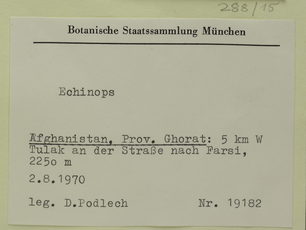 288/15
Botanische Staatssammlung München
Echinops
Afghanistan, Prov. Ghorat: 5 km W
Tulak an der Straße nach Farsi,
2250 m
2.8.1970
leg. D.Podlech Nr. 19182